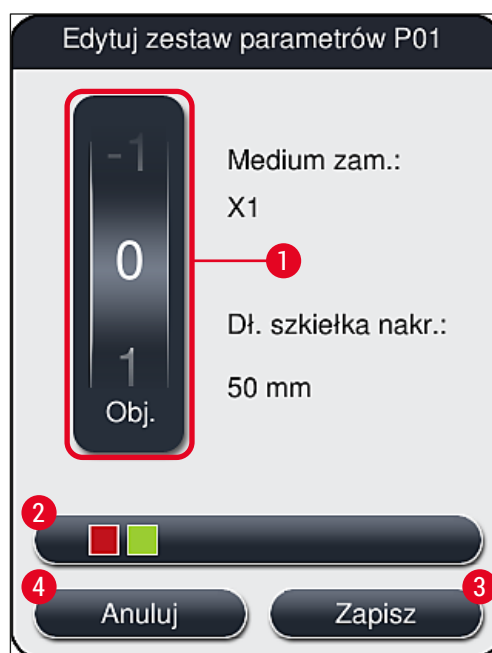 Edytuj zestaw parametrów P01
-1
0
1
Obj.
1
Medium zam.:
X1
Dł. szkiełka nakr.:
50 mm
2
4
Anuluj
3
Zapisz